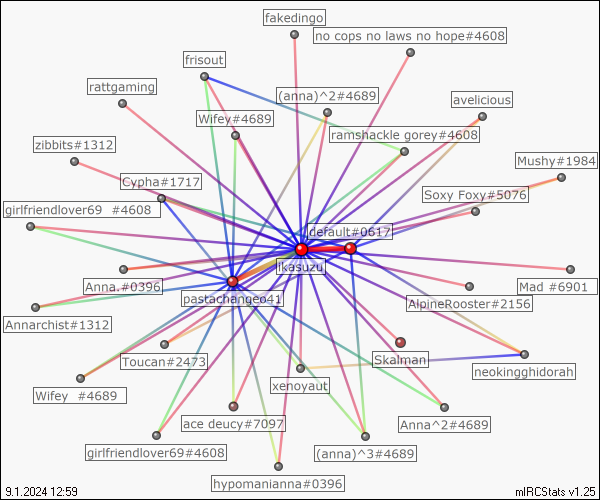 fakedingo
no cops no laws no hope#4608
frisout
rattgaming
(anna)^2#4689
avelicious
Wifey#4689
ramshackle gorey#4608
zibbits#1312
Mushy#1984
Cypha#1717
Soxy Foxy#5076
girlfriendlover69 #4608
default#0617
Ikasuzu
Anna.#0396
Mad #6901
pastachangeo41
AlpineRooster#2156
Annarchist#1312
Toucan#2473
Skalman
neokingghidorah
xenoyaut
Wifey #4689
ace deucy#7097
Anna^2#4689
girlfriendlover69#4608
(anna)^3#4689
hypomanianna#0396
9.1.2024 12:59
mIRCStats v1.25